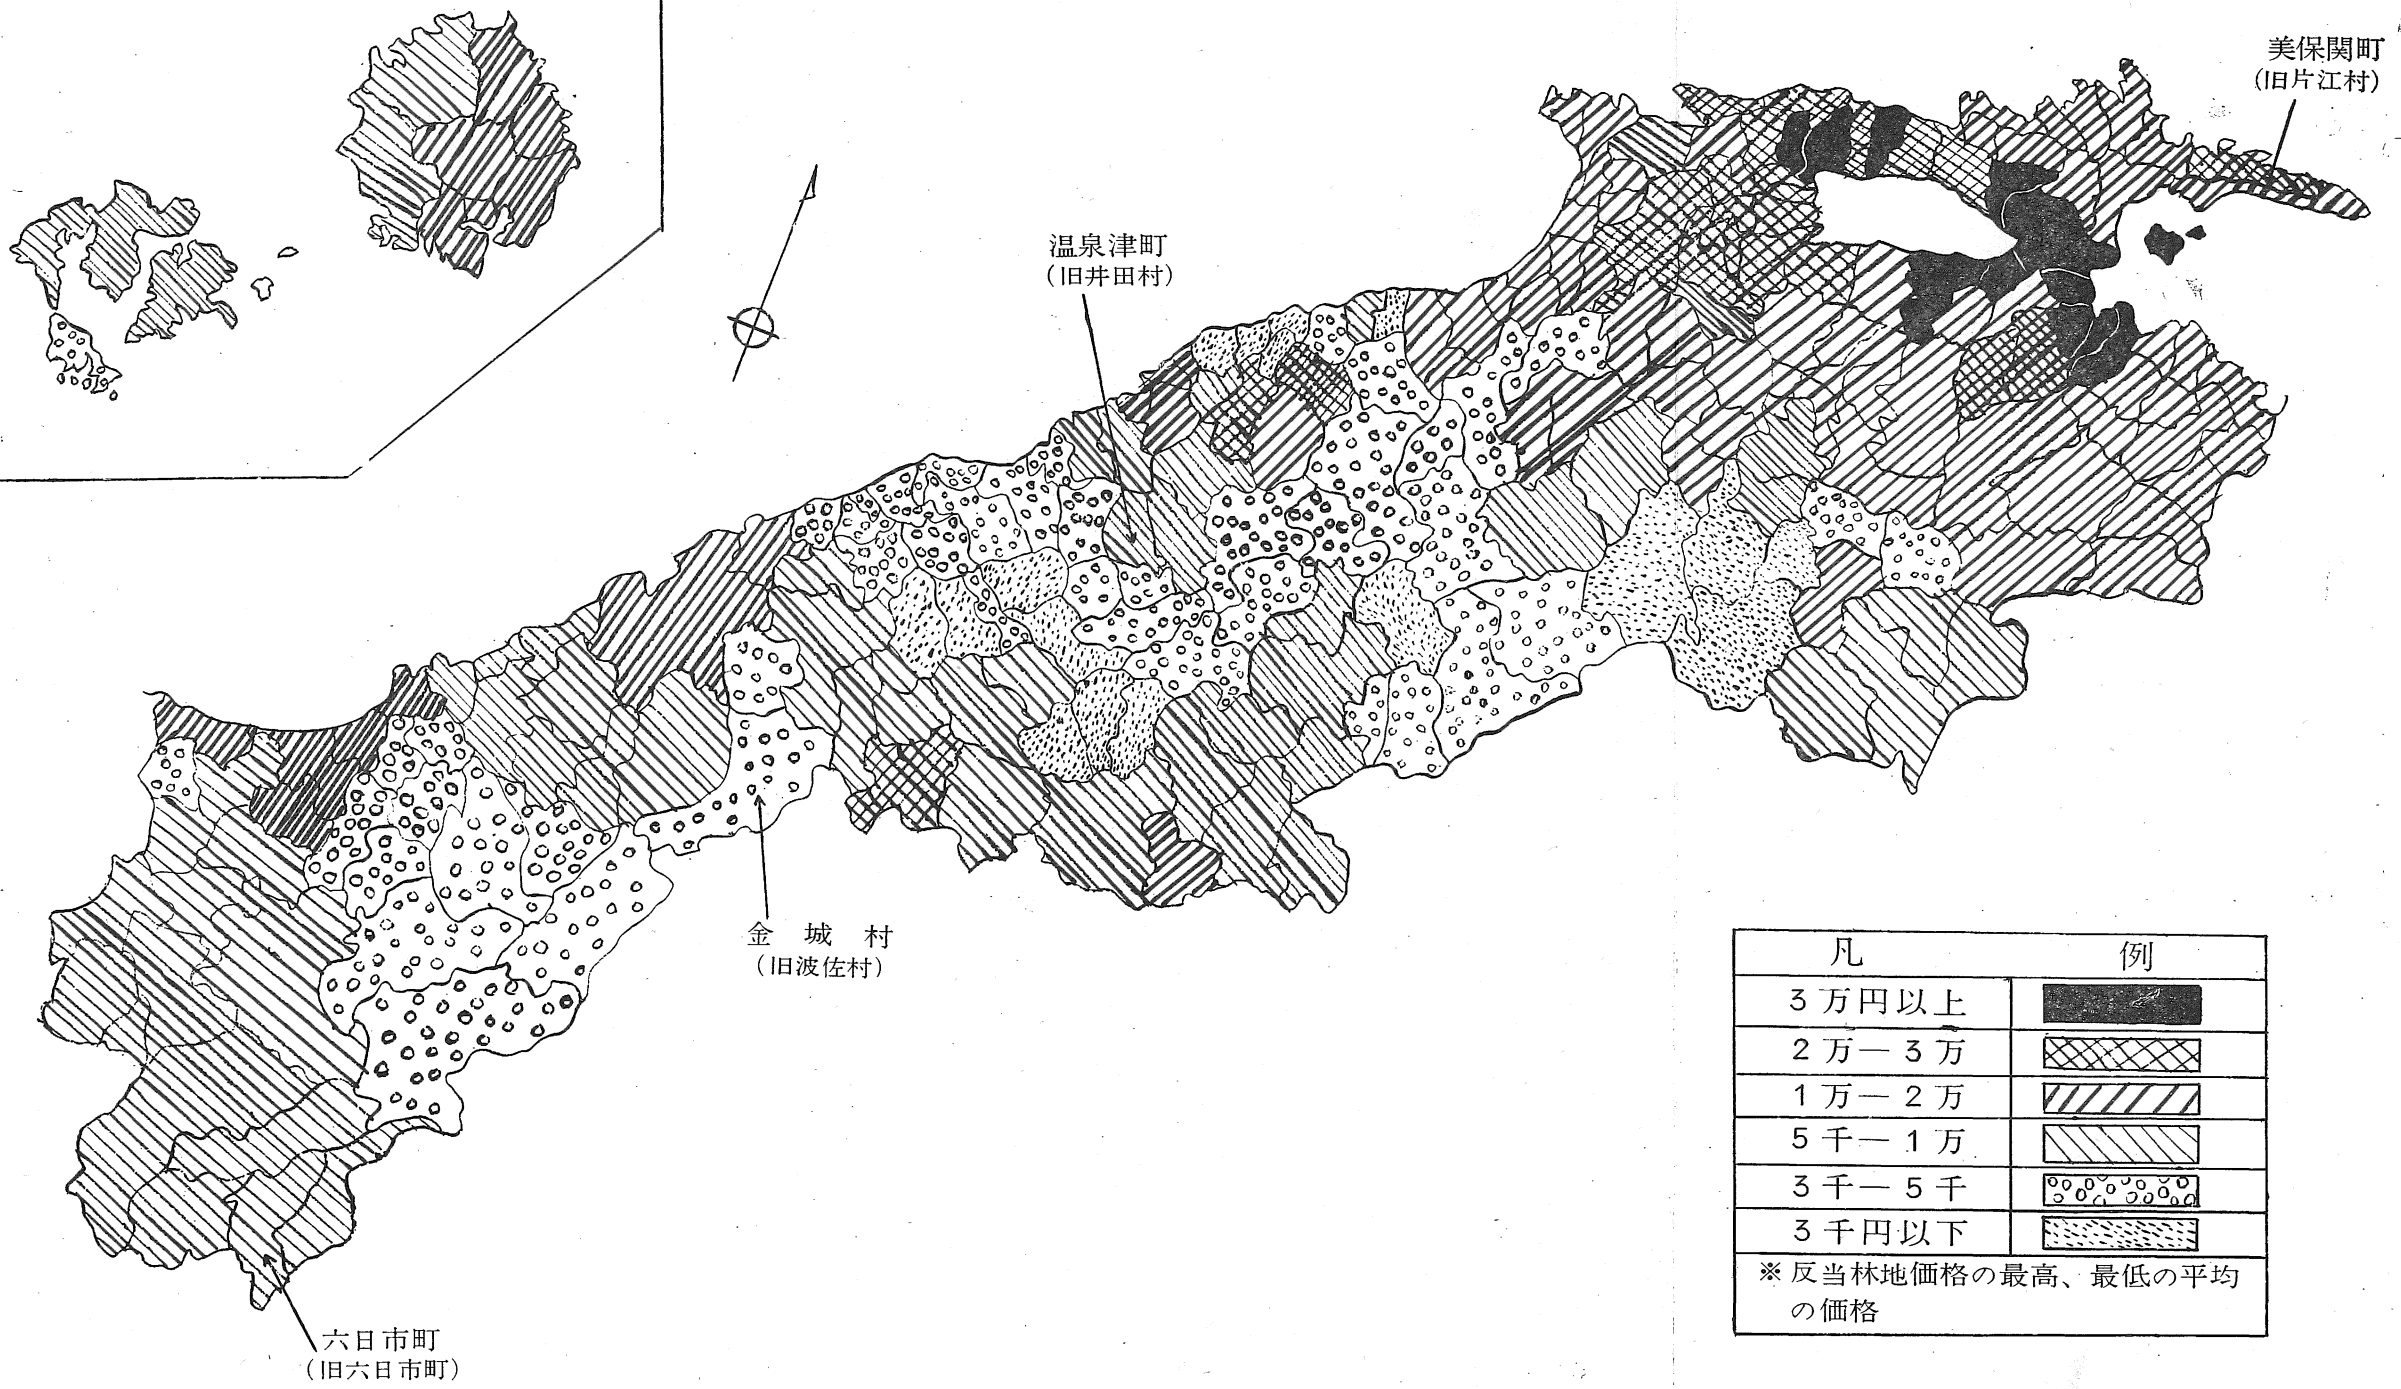 美保関町
(旧片江村)
温泉津町
(旧井田村)
金城村
(旧波佐村)
六日市町
(旧六日市町)
凡例
3万円以上
2万—3万
1万—2万
5千—1万
3千—5千
3千円以下
※反当林地価格の最高、最低の平均
の価格